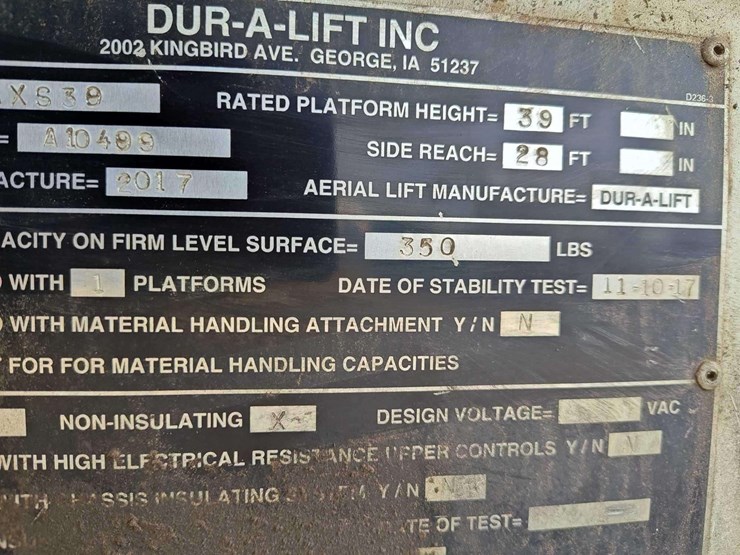 DUR-A-LIFT INC
2002 KINGBIRD AVE. GEORGE, IA 51237
D236-3
XS39 RATED PLATFORM HEIGHT= 39 FT IN
= A10499 SIDE REACH= 28 FT IN
ACTURE= 2017 AERIAL LIFT MANUFACTURE= DUR-A-LIFT
ACITY ON FIRM LEVEL SURFACE= 350 LBS
WITH 1 PLATFORMS DATE OF STABILITY TEST= 11-10-17
WITH MATERIAL HANDLING ATTACHMENT Y/N N
FOR FOR MATERIAL HANDLING CAPACITIES
NON-INSULATING X DESIGN VOLTAGE= VAC
WITH HIGH ELECTRICAL RESISTANCE UPPER CONTROLS Y/N N
WITH CHASSIS INSULATING SYSTEM Y/N N
TE OF TEST=